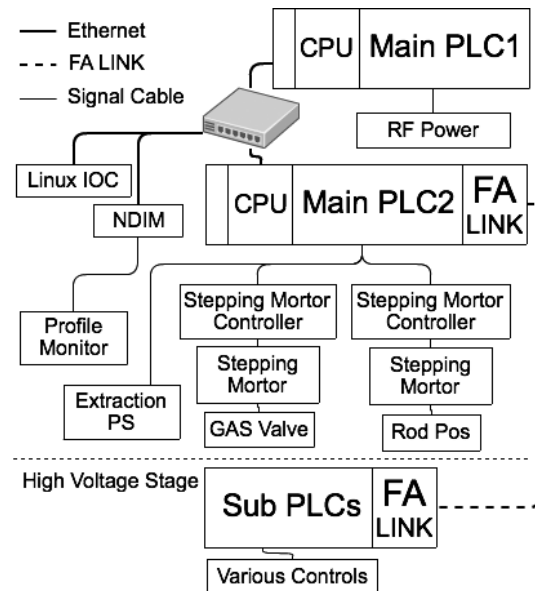 Ethernet
FA LINK
Signal Cable
CPU
Main PLC1
RF Power
Linux IOC
NDIM
CPU
Main PLC2
FA
LINK
Profile
Monitor
Extraction
PS
Stepping Mortor
Controller
Stepping
Mortor
GAS Valve
Stepping Mortor
Controller
Stepping
Mortor
Rod Pos
High Voltage Stage
Sub PLCs
FA
LINK
Various Controls